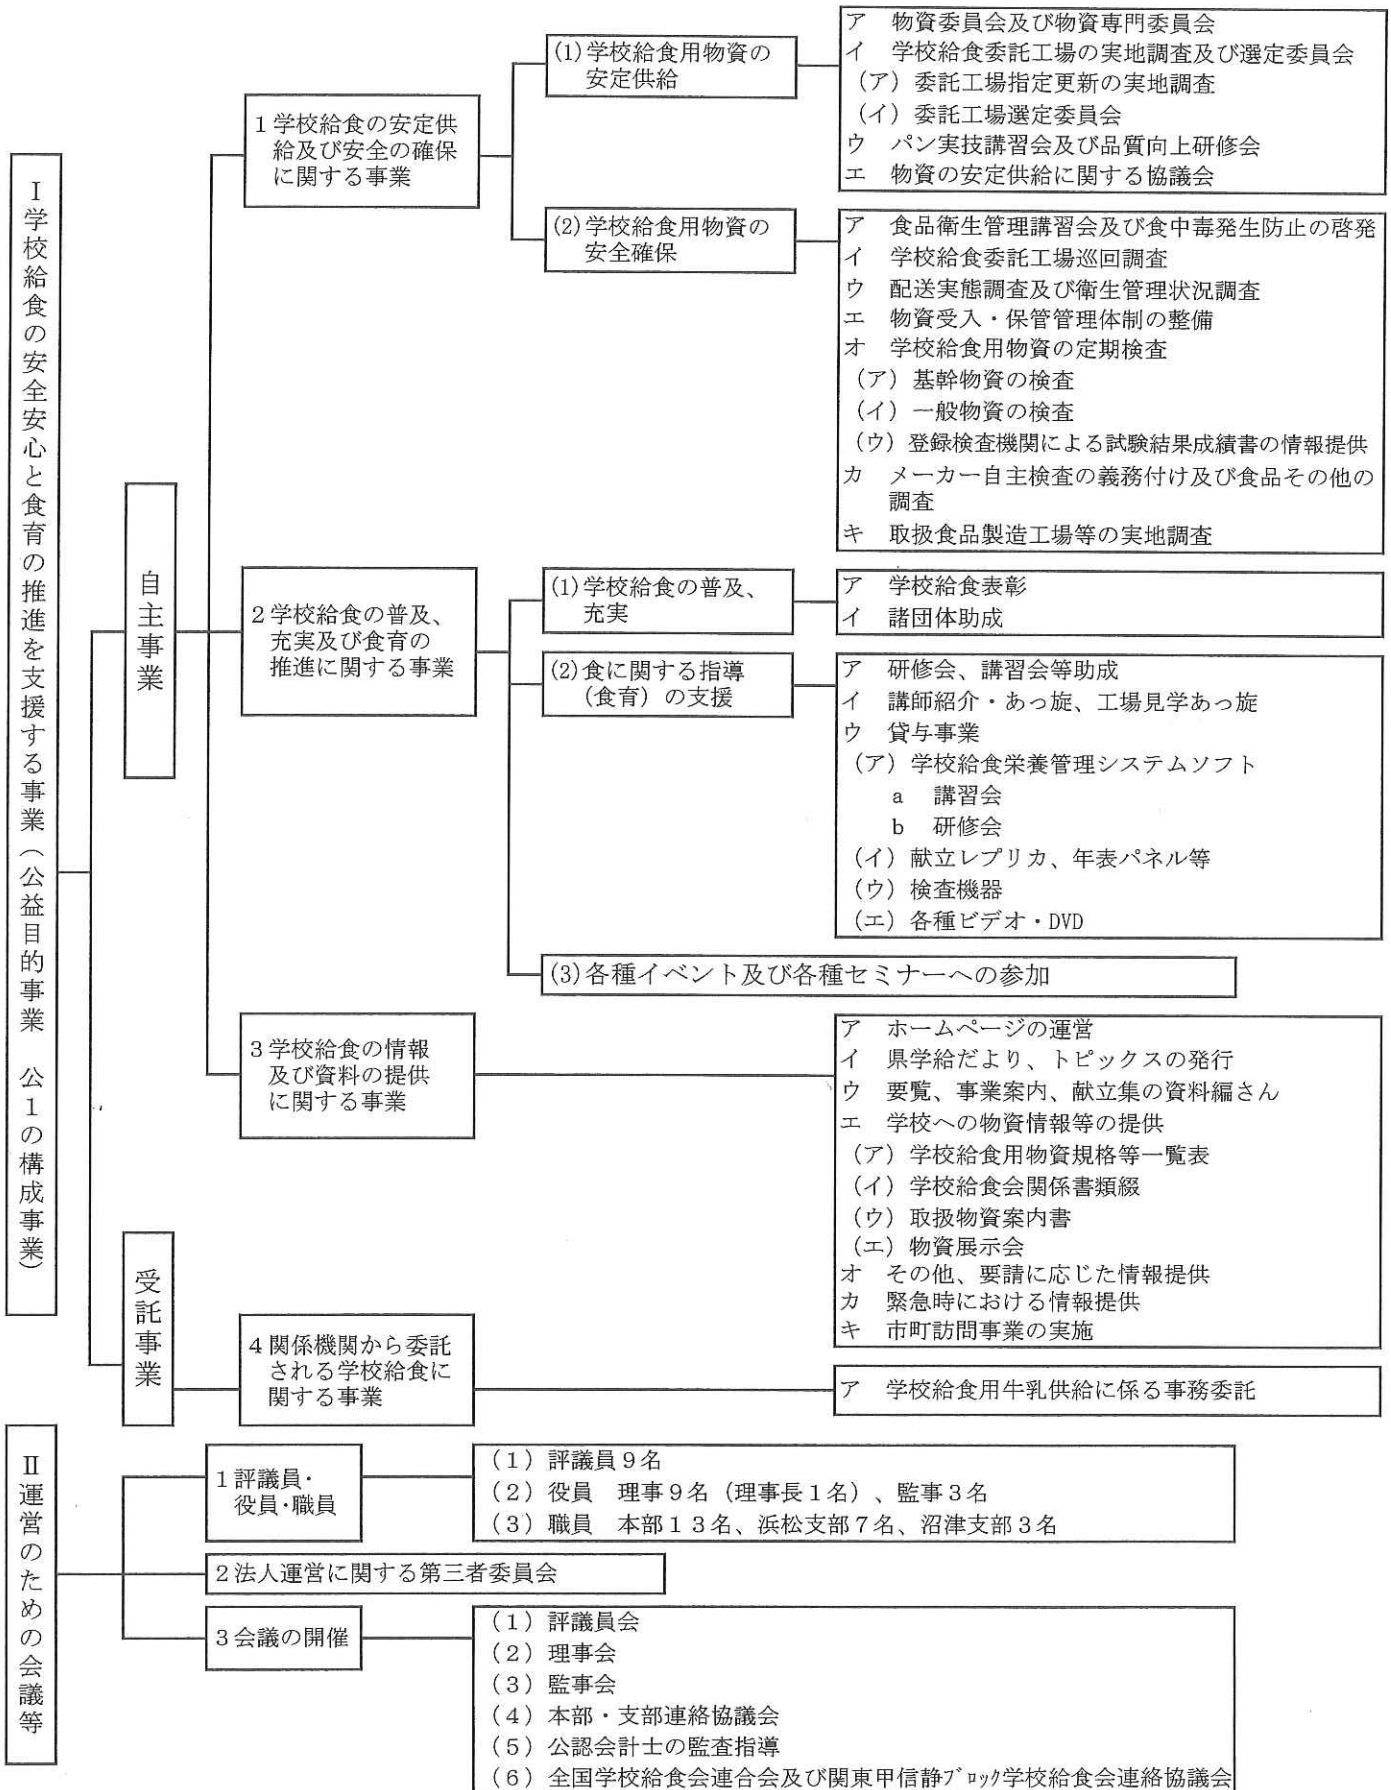 Ⅰ学校給食の安全安心と食育の推進を支援する事業（公益目的事業　公１の構成事業）
自主事業
１学校給食の安定供
給及び安全の確保
に関する事業
(1)学校給食用物資の
安定供給
ア　物資委員会及び物資専門委員会
イ　学校給食委託工場の実地調査及び選定委員会
（ア）委託工場指定更新の実地調査
（イ）委託工場選定委員会
ウ　パン実技講習会及び品質向上研修会
エ　物資の安定供給に関する協議会
(2)学校給食用物資の
安全確保
ア　食品衛生管理講習会及び食中毒発生防止の啓発
イ　学校給食委託工場巡回調査
ウ　配送実態調査及び衛生管理状況調査
エ　物資受入・保管管理体制の整備
オ　学校給食用物資の定期検査
（ア）基幹物資の検査
（イ）一般物資の検査
（ウ）登録検査機関による試験結果成績書の情報提供
カ　メーカー自主検査の義務付け及び食品その他の
調査
キ　取扱食品製造工場等の実地調査
２学校給食の普及、
充実及び食育の
推進に関する事業
(1)学校給食の普及、
充実
ア　学校給食表彰
イ　諸団体助成
(2)食に関する指導
（食育）の支援
ア　研修会、講習会等助成
イ　講師紹介・あっ旋、工場見学あっ旋
ウ　貸与事業
（ア）学校給食栄養管理システムソフト
a　講習会
b　研修会
（イ）献立レプリカ、年表パネル等
（ウ）検査機器
（エ）各種ビデオ・DVD
(3)各種イベント及び各種セミナーへの参加
３学校給食の情報
及び資料の提供
に関する事業
ア　ホームページの運営
イ　県学給だより、トピックスの発行
ウ　要覧、事業案内、献立集の資料編さん
エ　学校への物資情報等の提供
（ア）学校給食用物資規格等一覧表
（イ）学校給食会関係書類綴
（ウ）取扱物資案内書
（エ）物資展示会
オ　その他、要請に応じた情報提供
カ　緊急時における情報提供
キ　市町訪問事業の実施
受託事業
４関係機関から委託
される学校給食に
関する事業
ア　学校給食用牛乳供給に係る事務委託
Ⅱ運営のための会議等
１評議員・
役員・職員
（１）評議員９名
（２）役員　理事９名（理事長１名）、監事３名
（３）職員　本部１３名、浜松支部７名、沼津支部３名
２法人運営に関する第三者委員会
３会議の開催
（１）評議員会
（２）理事会
（３）監事会
（４）本部・支部連絡協議会
（５）公認会計士の監査指導
（６）全国学校給食会連合会及び関東甲信静ﾌﾞﾛｯｸ学校給食会連絡協議会